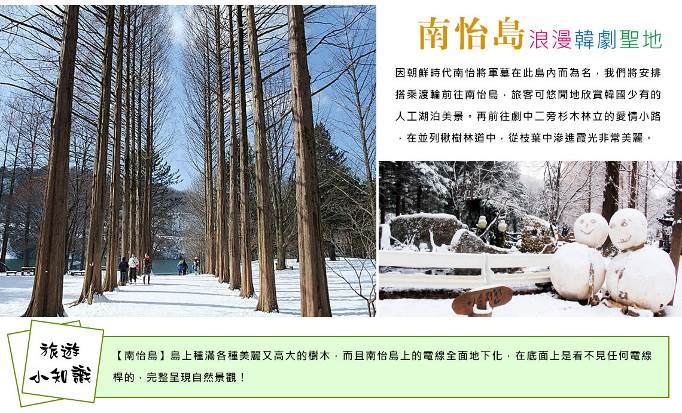 南怡島 浪漫韓劇聖地
因朝鮮時代南怡將軍墓在此島內而為名，我們將安排
搭乘渡輪前往南怡島，旅客可悠閒地欣賞韓國少有的
人工湖泊美景。再前往劇中二旁杉木林立的愛情小路
，在並列楸樹林道中，從枝葉中滲進霞光非常美麗。
旅遊
小知識
【南怡島】島上種滿各種美麗又高大的樹木，而且南怡島上的電線全面地下化，在底面上是看不見任何電線
桿的，完整呈現自然景觀！